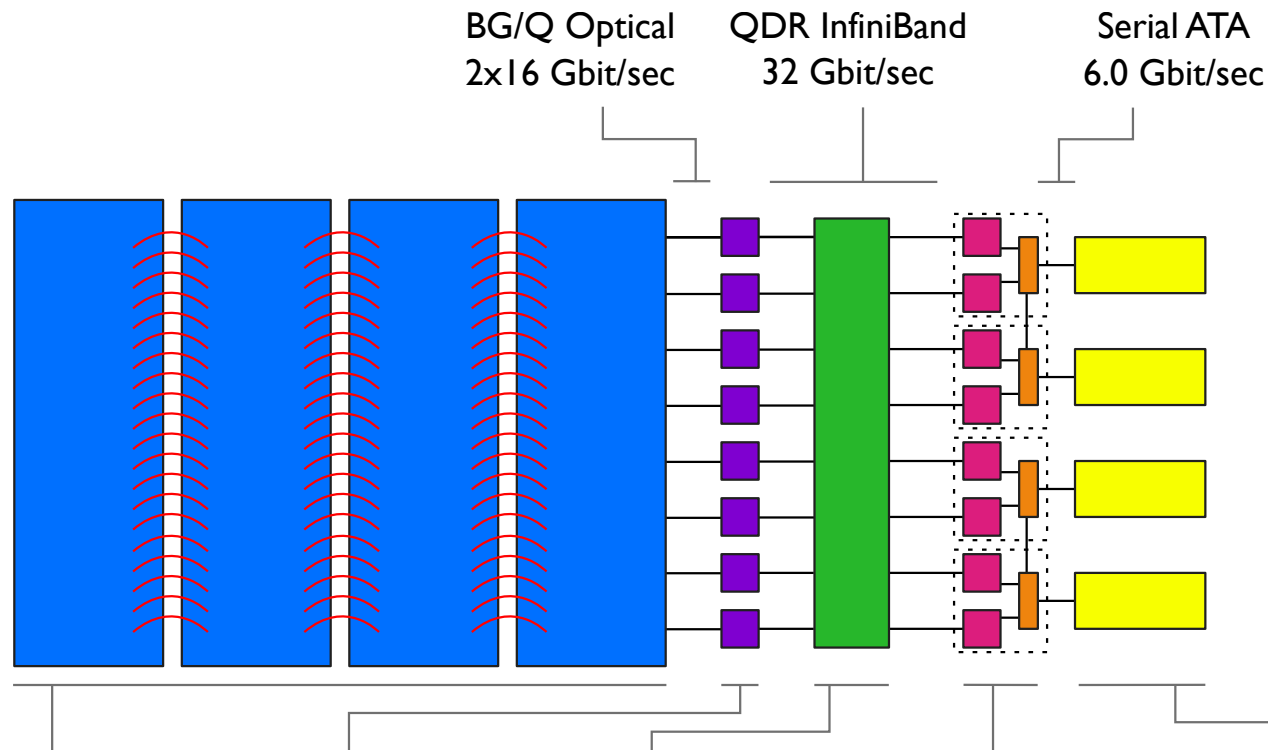 BG/Q Optical
2x16 Gbit/sec
QDR InfiniBand
32 Gbit/sec
Serial ATA
6.0 Gbit/sec